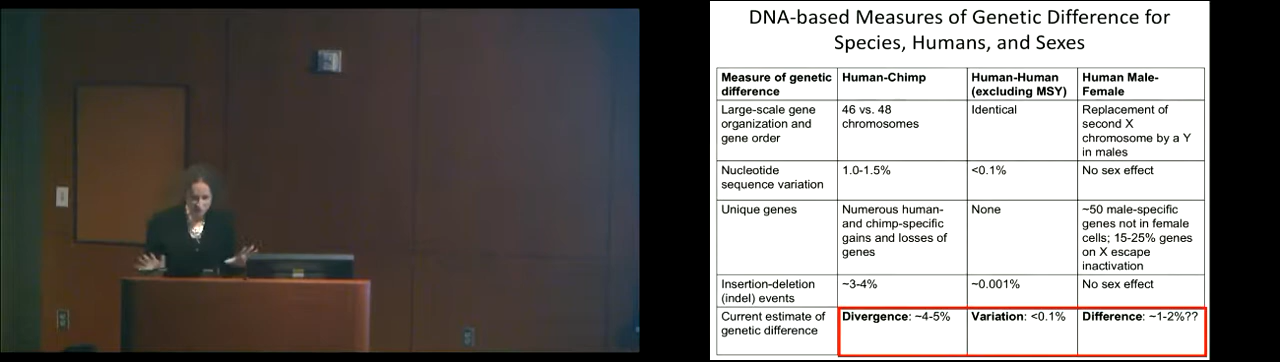 DNA-based Measures of Genetic Difference for
Species, Humans, and Sexes
Measure of genetic
difference
Human-Chimp
Human-Human
(excluding MSY)
Human Male-
Female
Large-scale gene
organization and
gene order
46 vs. 48
chromosomes
Identical
Replacement of
second X
chromosome by a Y
in males
Nucleotide
sequence variation
1.0-1.5%
<0.1%
No sex effect
Unique genes
Numerous human-
and chimp-specific
gains and losses of
genes
None
~50 male-specific
genes not in female
cells; 15-25% genes
on X escape
inactivation
Insertion-deletion
(indel) events
~3-4%
~0.001%
No sex effect
Current estimate of
genetic difference
Divergence: ~4-5%
Variation: <0.1%
Difference: ~1-2%??